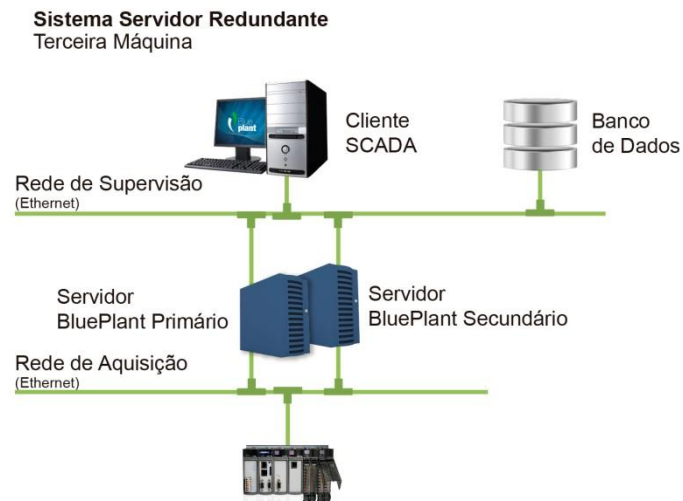 Sistema Servidor Redundante
Terceira Máquina
plant
Cliente
SCADA
Banco
de Dados
Rede de Supervisão
(Ethernet)
Servidor
BluePlant Primário
Servidor
BluePlant Secundário
Rede de Aquisição
(Ethernet)